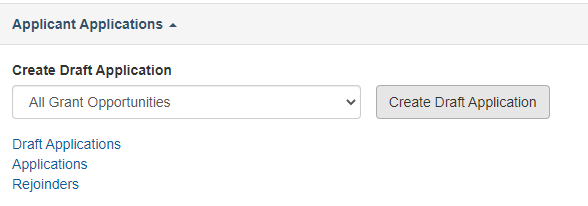 Applicant Applications
Create Draft Application
All Grant Opportunities
Create Draft Application
Draft Applications
Applications
Rejoinders